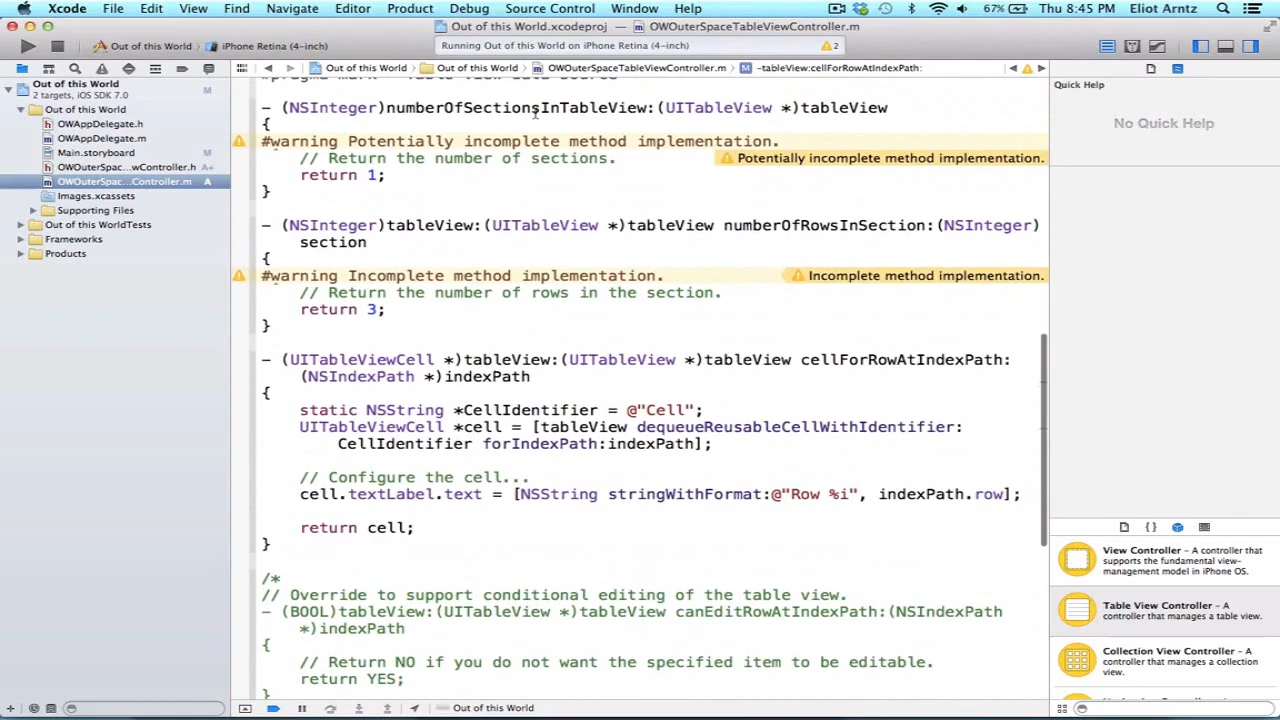 Xcode File Edit View Find Navigate Editor Product Debug Source Control Window Help 67% Thu 8:45 PM Eliot Arntz
Out of this World.xcodeproj — OWOuterSpaceTableViewController.m
Out of this World iPhone Retina (4-inch) Running Out of this World on iPhone Retina (4-inch) 2
Out of this World Out of this World OWOuterSpaceTableViewController.m -tableView:cellForRowAtIndexPath:
Out of this World
2 targets, iOS SDK 7.0 M
Out of this World
OWAppDelegate.h
OWAppDelegate.m
Main.storyboard M
OWOuterSpac...wController.h A+
OWOuterSpac...Controller.m A
Images.xcassets
Supporting Files
Out of this WorldTests
Frameworks
Products
- (NSInteger)numberOfSectionsInTableView:(UITableView *)tableView
{
#warning Potentially incomplete method implementation.
// Return the number of sections. Potentially incomplete method implementation.
return 1;
}
- (NSInteger)tableView:(UITableView *)tableView numberOfRowsInSection:(NSInteger)
section
{
#warning Incomplete method implementation. Incomplete method implementation.
// Return the number of rows in the section.
return 3;
}
- (UITableViewCell *)tableView:(UITableView *)tableView cellForRowAtIndexPath:
(NSIndexPath *)indexPath
{
static NSString *CellIdentifier = @"Cell";
UITableViewCell *cell = [tableView dequeueReusableCellWithIdentifier:
CellIdentifier forIndexPath:indexPath];
// Configure the cell...
cell.textLabel.text = [NSString stringWithFormat:@"Row %i", indexPath.row];
return cell;
}
/*
// Override to support conditional editing of the table view.
- (BOOL)tableView:(UITableView *)tableView canEditRowAtIndexPath:(NSIndexPath
*)indexPath
{
// Return NO if you do not want the specified item to be editable.
return YES;
}
Out of this World
Quick Help
No Quick Help
{ }
View Controller - A controller that
supports the fundamental view-
management model in iPhone OS.
Table View Controller - A
controller that manages a table view.
Collection View Controller - A
controller that manages a collection
view.